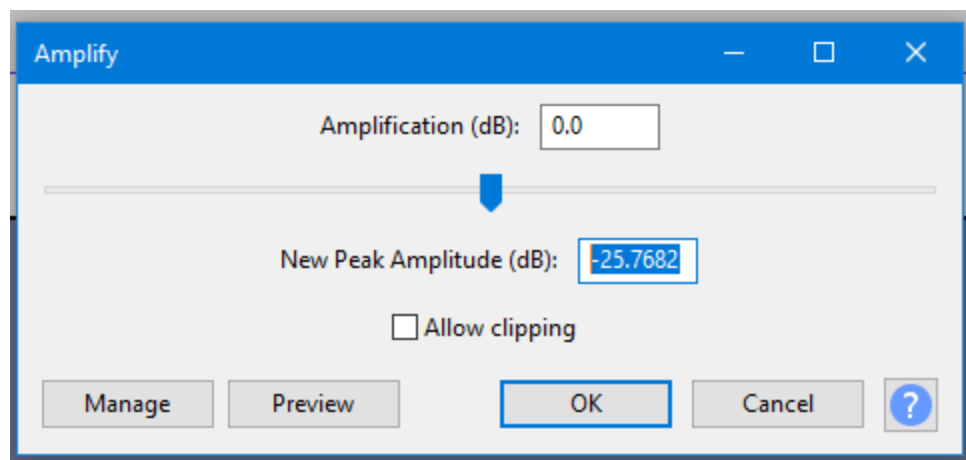 Amplify
Amplification (dB): 0.0
New Peak Amplitude (dB): -25.7682
Allow clipping
Manage Preview OK Cancel ?